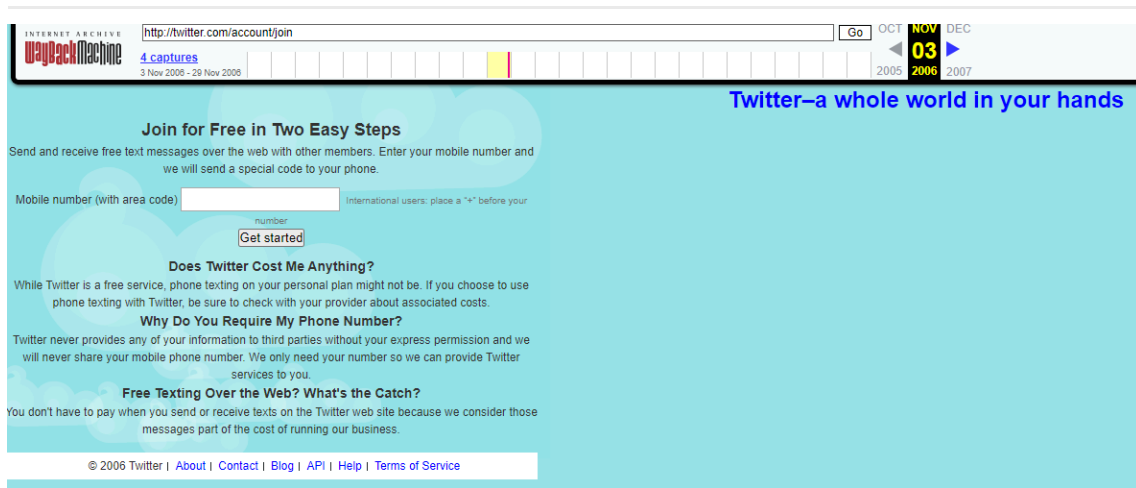 INTERNET ARCHIVE
WayBackMachine
http://twitter.com/account/join
Go
OCT NOV DEC
03
2005 2006 2007
4 captures
3 Nov 2006 - 29 Nov 2006
Twitter–a whole world in your hands
Join for Free in Two Easy Steps
Send and receive free text messages over the web with other members. Enter your mobile number and
we will send a special code to your phone.
Mobile number (with area code) International users: place a "+" before your
number
Get started
Does Twitter Cost Me Anything?
While Twitter is a free service, phone texting on your personal plan might not be. If you choose to use
phone texting with Twitter, be sure to check with your provider about associated costs.
Why Do You Require My Phone Number?
Twitter never provides any of your information to third parties without your express permission and we
will never share your mobile phone number. We only need your number so we can provide Twitter
services to you.
Free Texting Over the Web? What's the Catch?
You don't have to pay when you send or receive texts on the Twitter web site because we consider those
messages part of the cost of running our business.
© 2006 Twitter | About | Contact | Blog | API | Help | Terms of Service